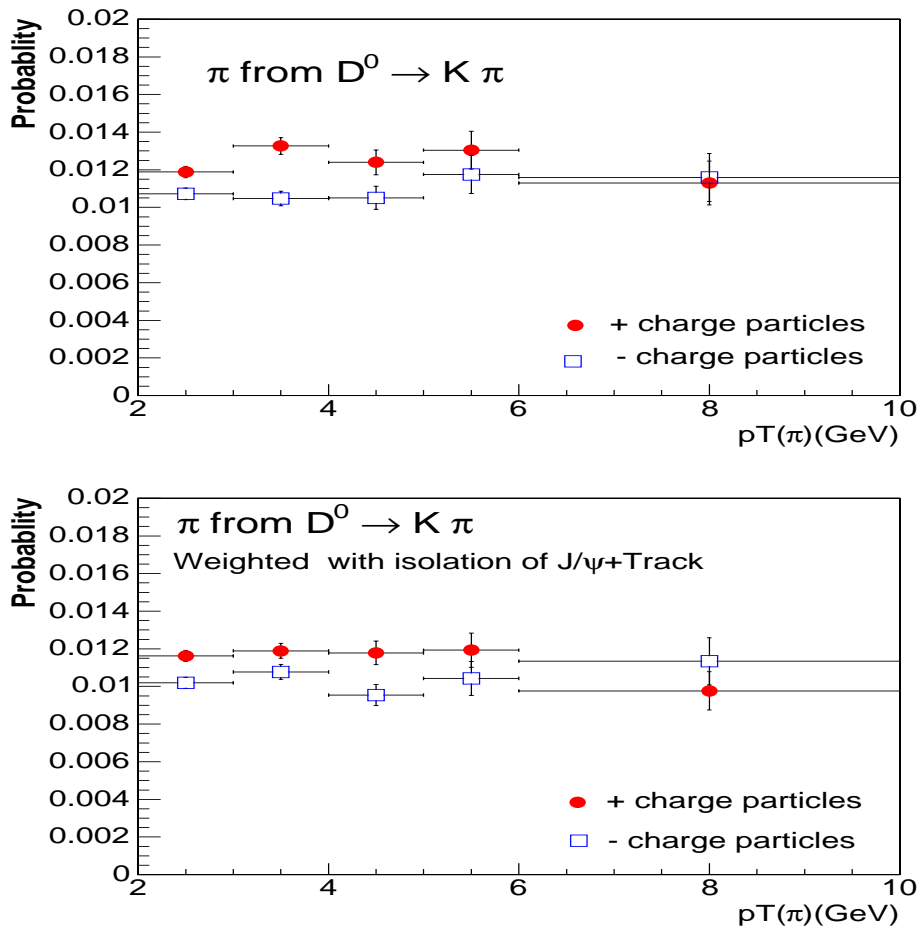 Probablity
0.02
0.018
0.016
0.014
0.012
0.01
0.008
0.006
0.004
0.002
0
π from D⁰ → K π
+ charge particles
- charge particles
2 4 6 8 10
pT(π)(GeV)
Probablity
0.02
0.018
0.016
0.014
0.012
0.01
0.008
0.006
0.004
0.002
0
π from D⁰ → K π
Weighted with isolation of J/ψ+Track
+ charge particles
- charge particles
2 4 6 8 10
pT(π)(GeV)